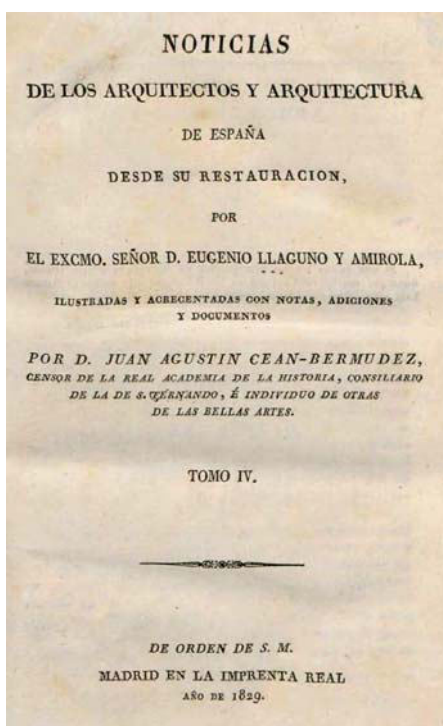 NOTICIAS
DE LOS ARQUITECTOS Y ARQUITECTURA
DE ESPAÑA
DESDE SU RESTAURACION,
POR
EL EXCMO. SEÑOR D. EUGENIO LLAGUNO Y AMIROLA,
ILUSTRADAS Y ACRECENTADAS CON NOTAS, ADICIONES
Y DOCUMENTOS
POR D. JUAN AGUSTIN CEAN-BERMUDEZ,
CENSOR DE LA REAL ACADEMIA DE LA HISTORIA, CONSILIARIO
DE LA DE S. FERNANDO, É INDIVIDUO DE OTRAS
DE LAS BELLAS ARTES.
TOMO IV.
DE ORDEN DE S. M.
MADRID EN LA IMPRENTA REAL
AÑO DE 1829.